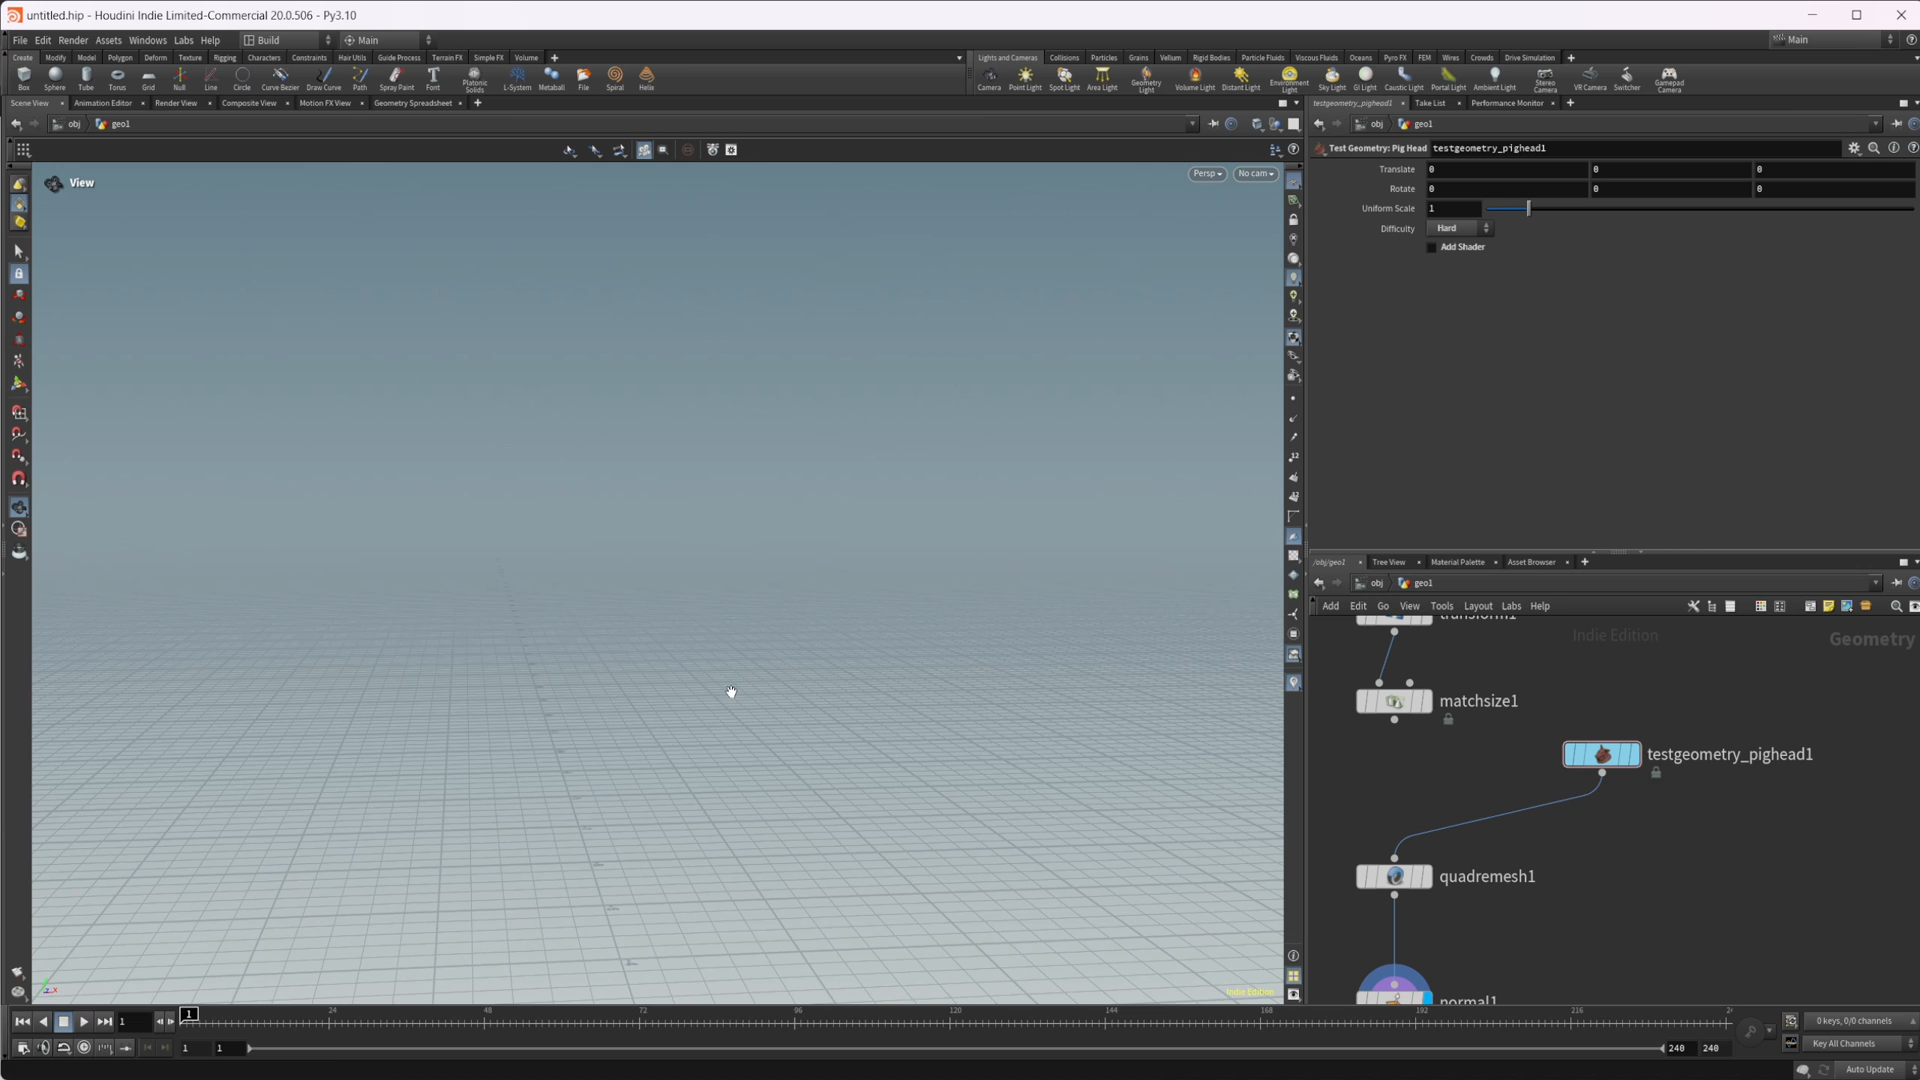 untitled.hip - Houdini Indie Limited-Commercial 20.0.506 - Py3.10
File Edit Render Assets Windows Labs Help Build Main Main
Create Modify Model Polygon Deform Texture Rigging Characters Constraints Hair Utils Guide Process Terrain FX Simple FX Volume
Lights and Cameras Collisions Particles Grains Vellum Rigid Bodies Particle Fluids Viscous Fluids Oceans Pyro FX FEM Wires Crowds Drive Simulation
Box Sphere Tube Torus Grid Null Line Circle Curve Bezier Draw Curve Path Spray Paint Font Platonic Solids L-System Metaball File Spiral Helix
Camera Point Light Spot Light Area Light Geometry Light Volume Light Distant Light Environment Light Sky Light GI Light Caustic Light Portal Light Ambient Light Stereo Camera VR Camera Switcher Gamepad Camera
Scene View Animation Editor Render View Composite View Motion FX View Geometry Spreadsheet
testgeometry_pighead1 Take List Performance Monitor
obj geo1
obj geo1
Test Geometry: Pig Head testgeometry_pighead1
View
Persp No cam
Translate 0 0 0
Rotate 0 0 0
Uniform Scale 1
Difficulty Hard
Add Shader
/obj/geo1 Tree View Material Palette Asset Browser
obj geo1
Add Edit Go View Tools Layout Labs Help
transform1
Indie Edition
Geometry
matchsize1
testgeometry_pighead1
quadremesh1
normal1
Indie Edition
1 1 24 48 72 96 120 144 168 192 216
0 keys, 0/0 channels
1 1 240 240
Key All Channels
Auto Update